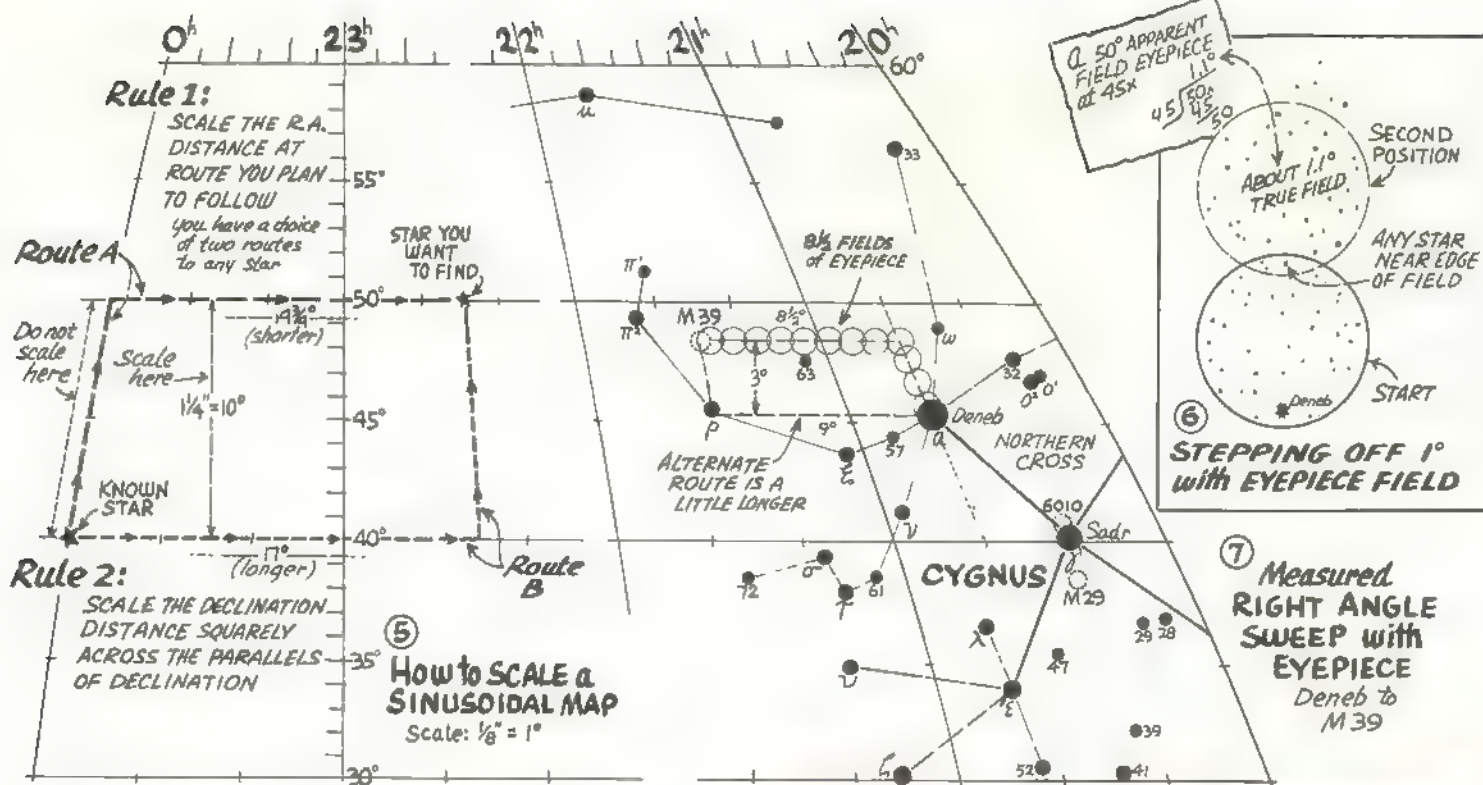 0h
23h
22h
21h
20h
60°
55°
50°
45°
40°
35°
30°
Rule 1:
SCALE THE R.A.
DISTANCE AT
ROUTE YOU PLAN
TO FOLLOW
you have a choice
of two routes
to any star
Route A
STAR YOU
WANT
TO FIND
14¾°
(shorter)
Do not
scale
here
Scale
here
1¼"=10°
KNOWN
STAR
17°
(longer)
Route
B
Rule 2:
SCALE THE DECLINATION
DISTANCE SQUARELY
ACROSS THE PARALLELS
OF DECLINATION
5
How to SCALE a
SINUSOIDAL MAP
Scale: ⅛" = 1°
μ
33
8½ FIELDS
of EYEPIECE
π'
π²
M39
8½°
63
3°
ω
32
O²
O'
ρ
9°
Deneb
α
57
ξ
ALTERNATE
ROUTE IS A
LITTLE LONGER
NORTHERN
CROSS
6010
Sadr
γ
M29
ν
CYGNUS
72
σ
τ
61
29
28
λ
47
υ
ε
39
ζ
52
41
a 50° APPARENT
FIELD EYEPIECE
at 45x
1.1°
45 50.
45
50
SECOND
POSITION
ABOUT 1.1°
TRUE FIELD
ANY STAR
NEAR EDGE
OF FIELD
Deneb
START
6
STEPPING OFF 1°
with EYEPIECE FIELD
7
Measured
RIGHT ANGLE
SWEEP with
EYEPIECE
Deneb to
M39